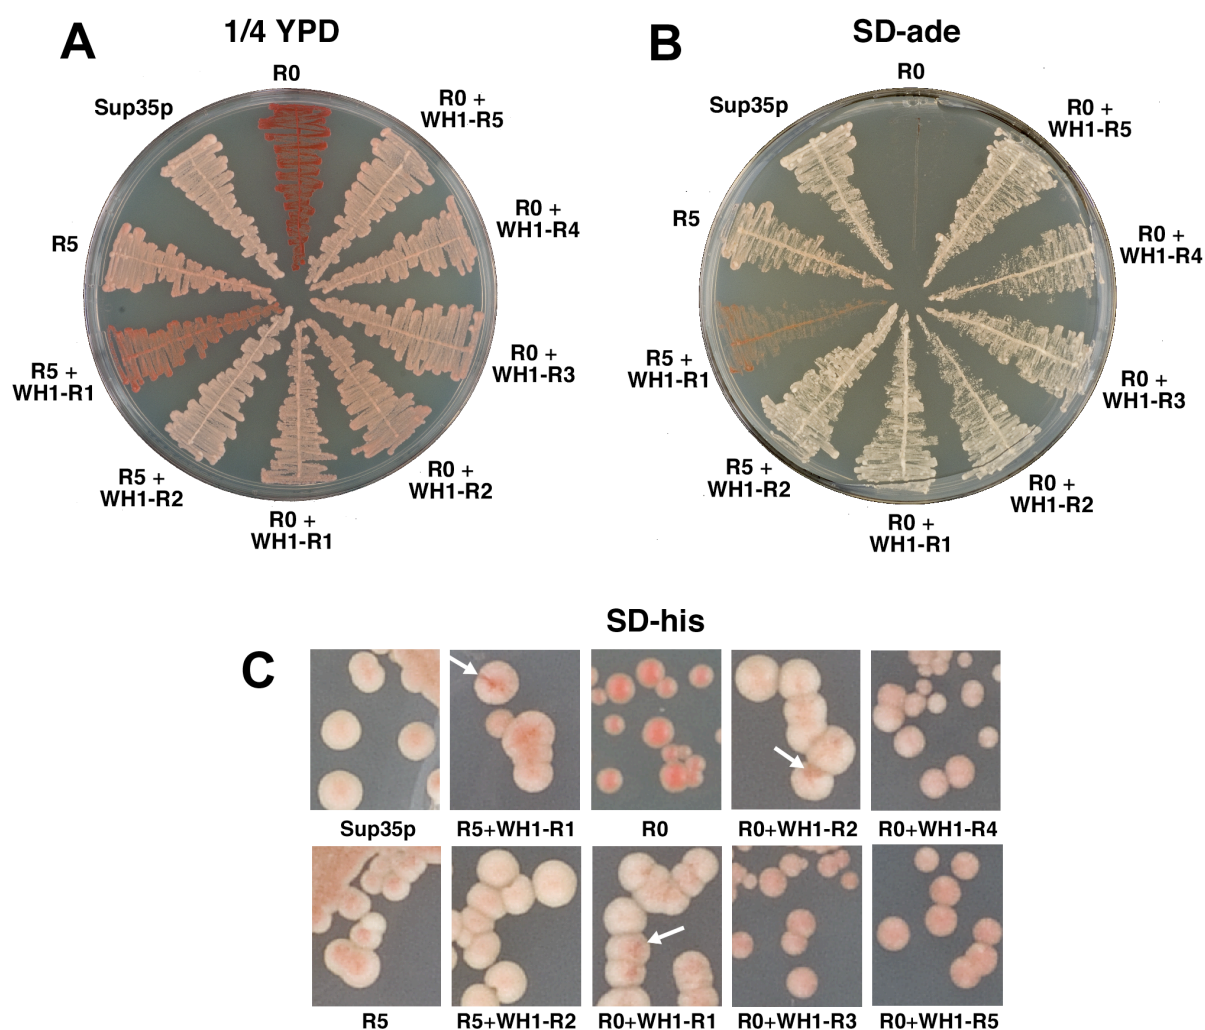 A
1/4 YPD
R0
Sup35p
R0 +
WH1-R5
R5
R0 +
WH1-R4
R5 +
WH1-R1
R0 +
WH1-R3
R5 +
WH1-R2
R0 +
WH1-R2
R0 +
WH1-R1
B
SD-ade
R0
Sup35p
R0 +
WH1-R5
R5
R0 +
WH1-R4
R5 +
WH1-R1
R0 +
WH1-R3
R5 +
WH1-R2
R0 +
WH1-R2
R0 +
WH1-R1
SD-his
C
Sup35p R5+WH1-R1 R0 R0+WH1-R2 R0+WH1-R4
R5 R5+WH1-R2 R0+WH1-R1 R0+WH1-R3 R0+WH1-R5